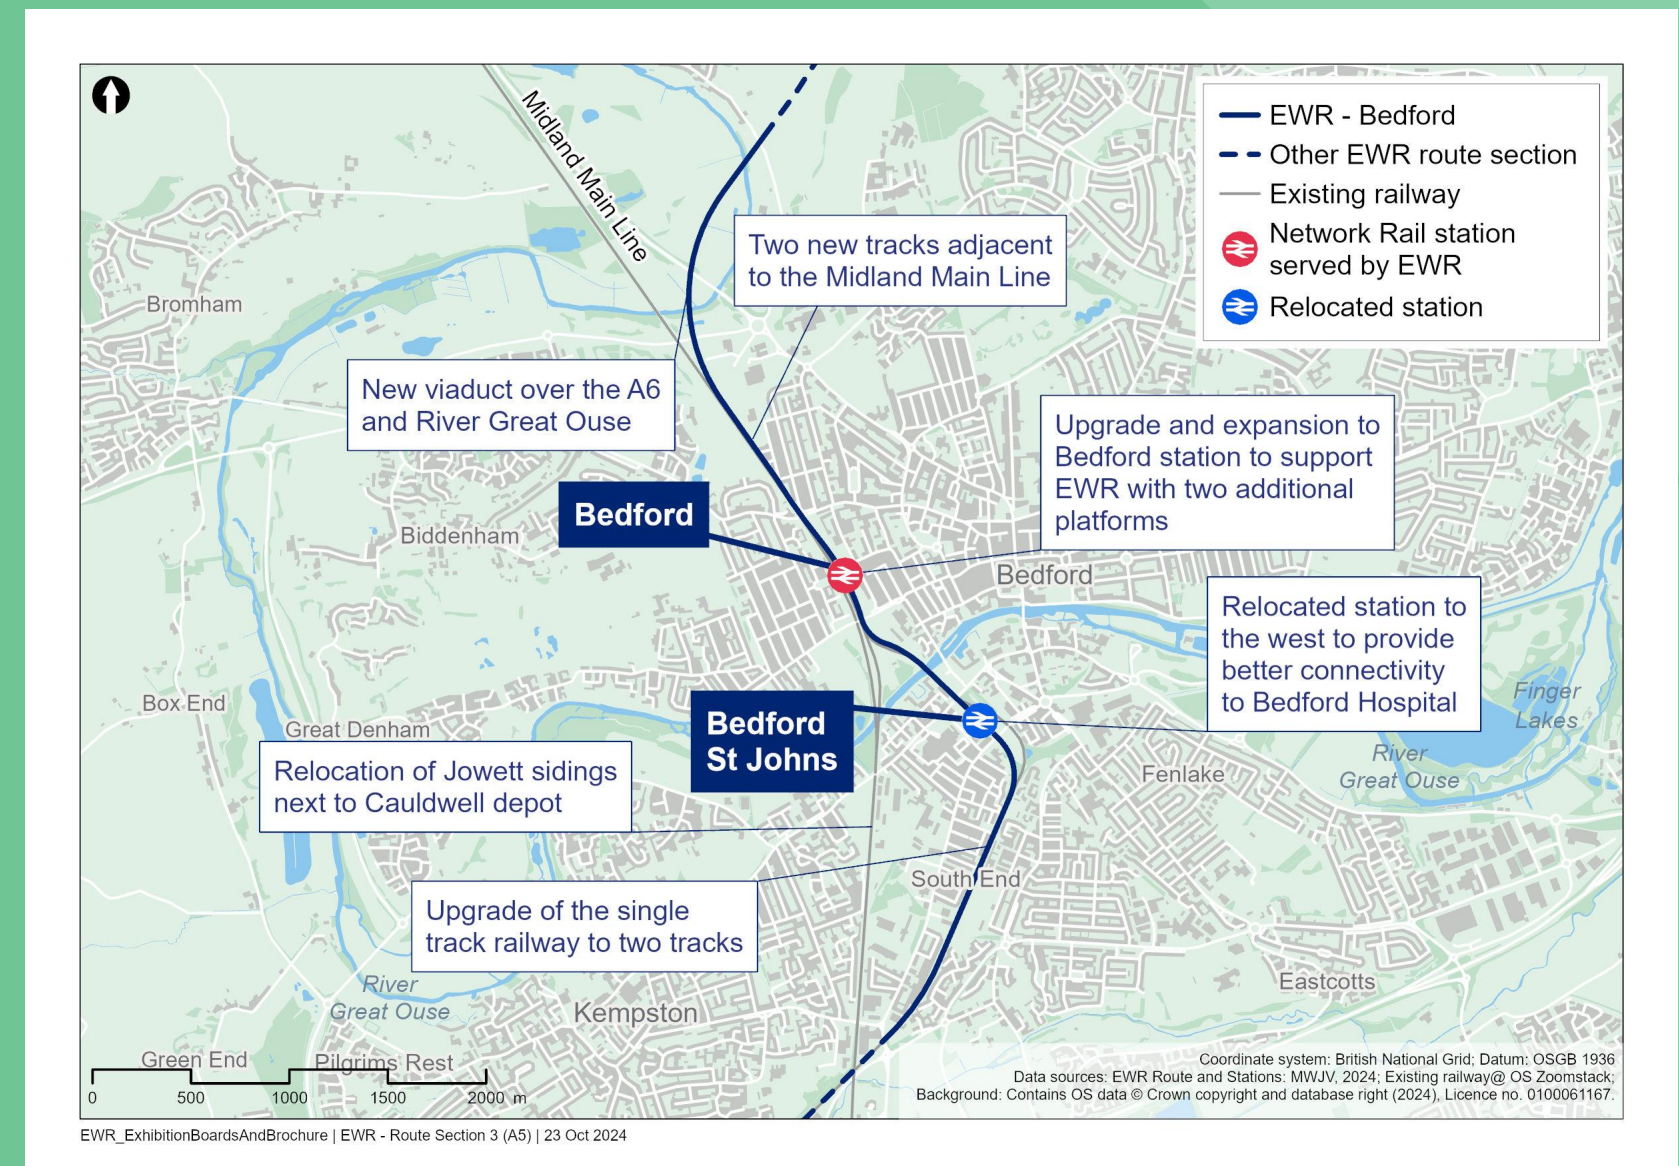 Midland Main Line
EWR - Bedford
Other EWR route section
Existing railway
Network Rail station
served by EWR
Relocated station
Two new tracks adjacent
to the Midland Main Line
Bromham
New viaduct over the A6
and River Great Ouse
Upgrade and expansion to
Bedford station to support
EWR with two additional
platforms
Bedford
Biddenham
Bedford
Relocated station to
the west to provide
better connectivity
to Bedford Hospital
Box End
Great Denham
Bedford
St Johns
Finger
Lakes
River
Great Ouse
Fenlake
Relocation of Jowett sidings
next to Cauldwell depot
South End
Upgrade of the single
track railway to two tracks
River
Great Ouse
Kempston
Eastcotts
Green End
Pilgrims Rest
0 500 1000 1500 2000 m
Coordinate system: British National Grid; Datum: OSGB 1936
Data sources: EWR Route and Stations: MWJV, 2024; Existing railway@ OS Zoomstack;
Background: Contains OS data © Crown copyright and database right (2024), Licence no. 0100061167.
EWR_ExhibitionBoardsAndBrochure | EWR - Route Section 3 (A5) | 23 Oct 2024